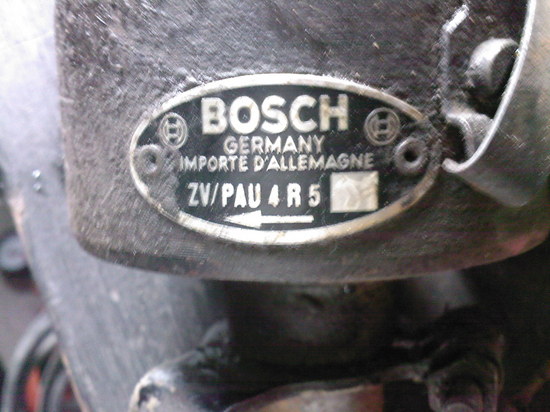 BOSCH
GERMANY
IMPORTE D'ALLEMAGNE
ZV/PAU 4 R 5